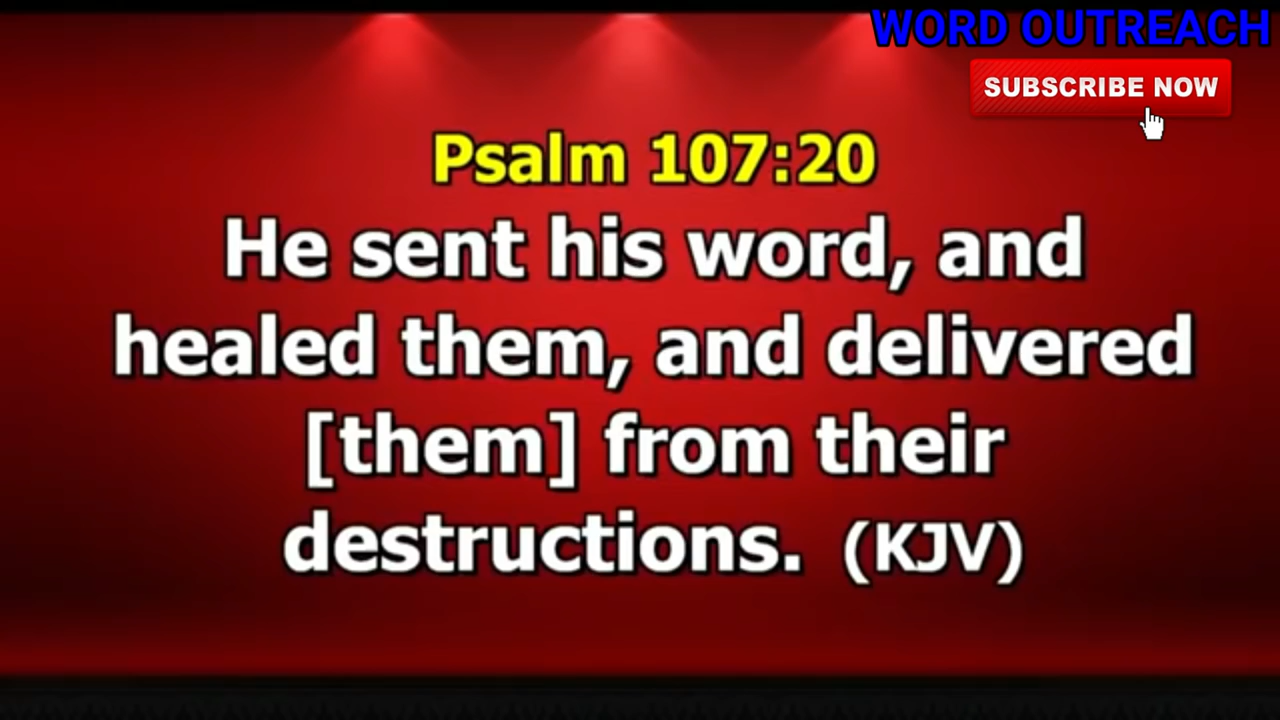 WORD OUTREACH
SUBSCRIBE NOW
Psalm 107:20
He sent his word, and
healed them, and delivered
[them] from their
destructions. (KJV)